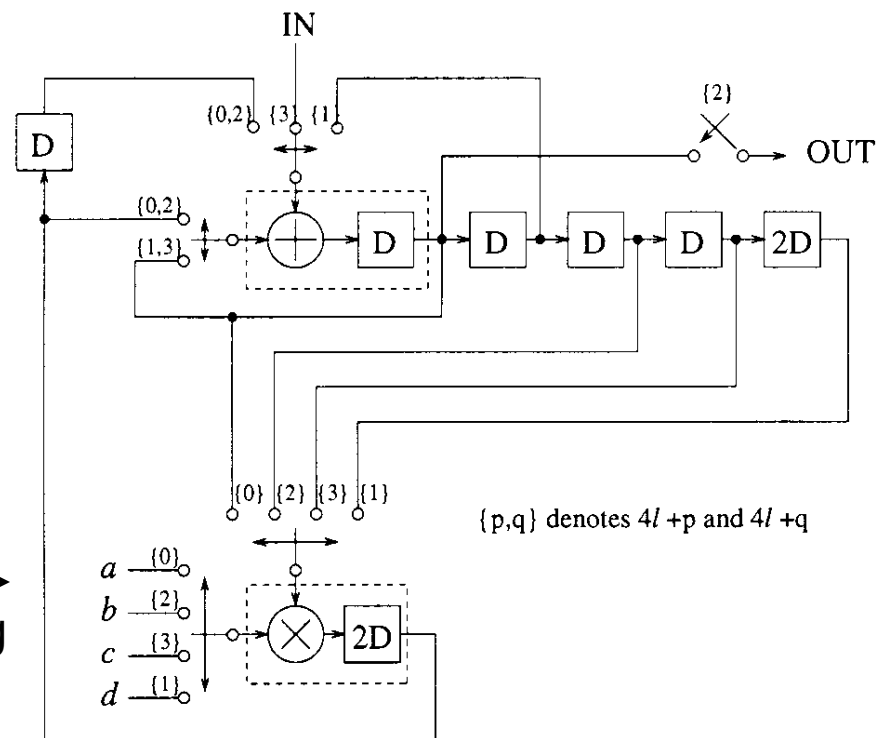 IN
{0,2} {3} {1}
{2}
OUT
D
{0,2}
{1,3}
D D D D 2D
{0} {2} {3} {1}
{p,q} denotes 4l +p and 4l +q
a {0}
b {2}
c {3}
d {1}
2D